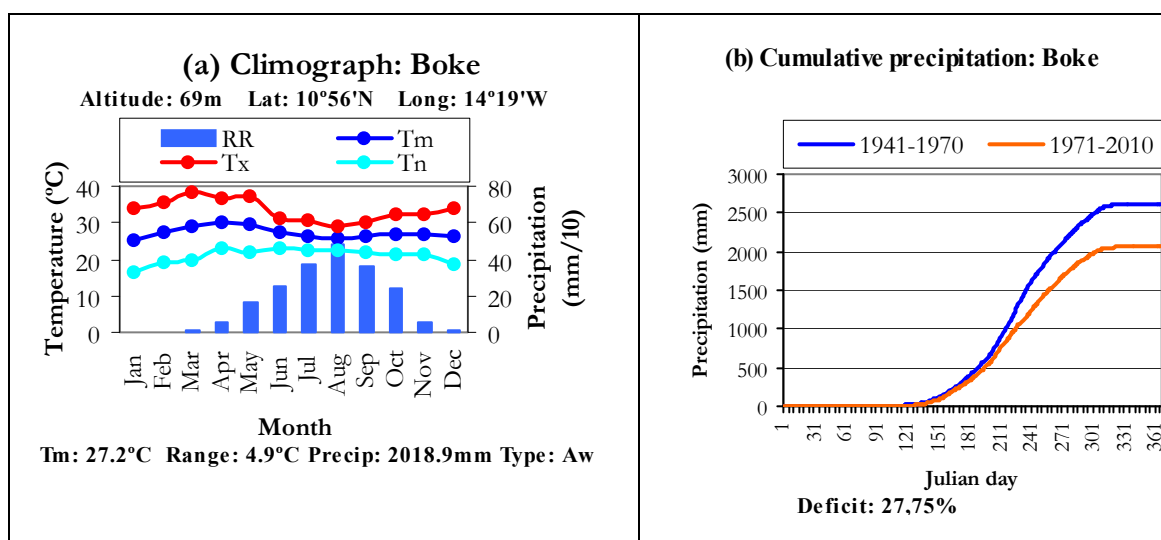 (a) Climograph: Boke
Altitude: 69m Lat: 10°56'N Long: 14°19'W
RR Tm
Tx Tn
Temperature (°C)
40
30
20
10
0
80
60
40
20
0
Precipitation
(mm/10)
Jan Feb Mar Apr May Jun Jul Aug Sep Oct Nov Dec
Month
Tm: 27.2°C Range: 4.9°C Precip: 2018.9mm Type: Aw
(b) Cumulative precipitation: Boke
1941-1970 1971-2010
Precipitation (mm)
3000
2500
2000
1500
1000
500
0
1 31 61 91 121 151 181 211 241 271 301 331 361
Julian day
Deficit: 27,75%